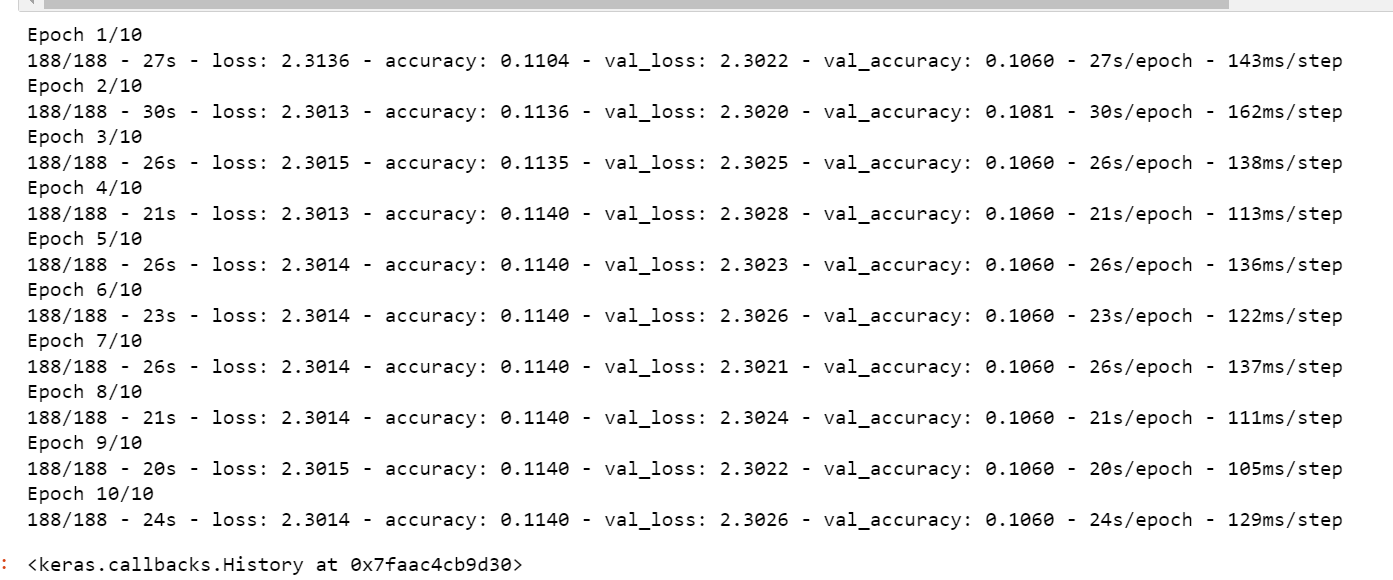 Epoch 1/10
188/188 - 27s - loss: 2.3136 - accuracy: 0.1104 - val_loss: 2.3022 - val_accuracy: 0.1060 - 27s/epoch - 143ms/step
Epoch 2/10
188/188 - 30s - loss: 2.3013 - accuracy: 0.1136 - val_loss: 2.3020 - val_accuracy: 0.1081 - 30s/epoch - 162ms/step
Epoch 3/10
188/188 - 26s - loss: 2.3015 - accuracy: 0.1135 - val_loss: 2.3025 - val_accuracy: 0.1060 - 26s/epoch - 138ms/step
Epoch 4/10
188/188 - 21s - loss: 2.3013 - accuracy: 0.1140 - val_loss: 2.3028 - val_accuracy: 0.1060 - 21s/epoch - 113ms/step
Epoch 5/10
188/188 - 26s - loss: 2.3014 - accuracy: 0.1140 - val_loss: 2.3023 - val_accuracy: 0.1060 - 26s/epoch - 136ms/step
Epoch 6/10
188/188 - 23s - loss: 2.3014 - accuracy: 0.1140 - val_loss: 2.3026 - val_accuracy: 0.1060 - 23s/epoch - 122ms/step
Epoch 7/10
188/188 - 26s - loss: 2.3014 - accuracy: 0.1140 - val_loss: 2.3021 - val_accuracy: 0.1060 - 26s/epoch - 137ms/step
Epoch 8/10
188/188 - 21s - loss: 2.3014 - accuracy: 0.1140 - val_loss: 2.3024 - val_accuracy: 0.1060 - 21s/epoch - 111ms/step
Epoch 9/10
188/188 - 20s - loss: 2.3015 - accuracy: 0.1140 - val_loss: 2.3022 - val_accuracy: 0.1060 - 20s/epoch - 105ms/step
Epoch 10/10
188/188 - 24s - loss: 2.3014 - accuracy: 0.1140 - val_loss: 2.3026 - val_accuracy: 0.1060 - 24s/epoch - 129ms/step
: <keras.callbacks.History at 0x7faac4cb9d30>